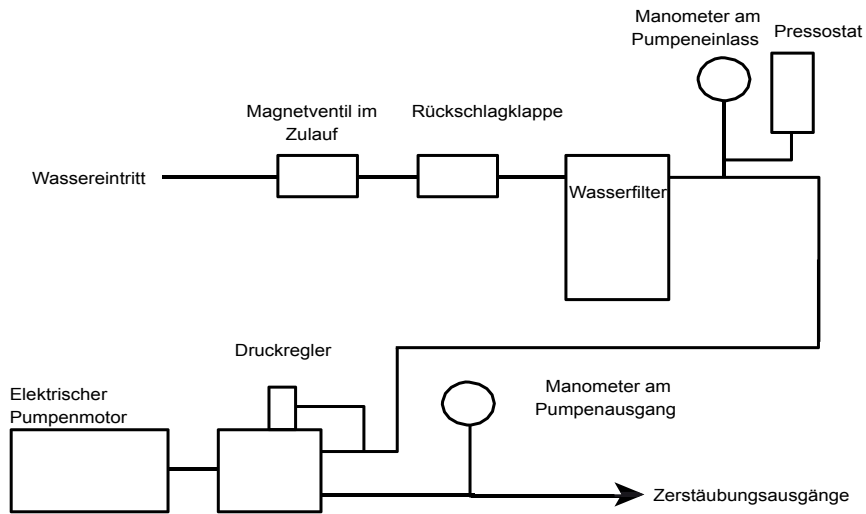 Manometer am
Pumpeneinlass
Pressostat
Magnetventil im
Zulauf
Rückschlagklappe
Wassereintritt
Wasserfilter
Druckregler
Manometer am
Pumpenausgang
Elektrischer
Pumpenmotor
Zerstäubungsausgänge